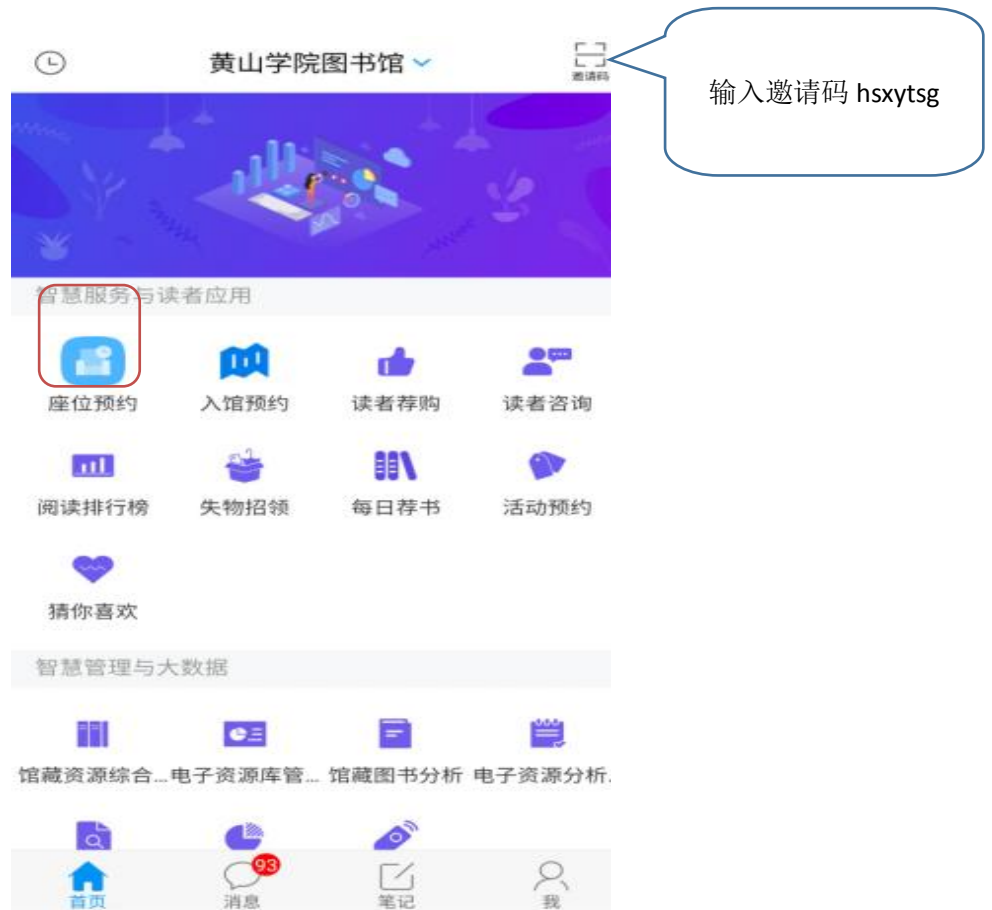 黄山学院图书馆
邀请码
输入邀请码 hsxytsg
智慧服务与读者应用
座位预约 入馆预约 读者荐购 读者咨询
阅读排行榜 失物招领 每日荐书 活动预约
猜你喜欢
智慧管理与大数据
馆藏资源综合... 电子资源库管... 馆藏图书分析 电子资源分析.
93
首页 消息 笔记 我